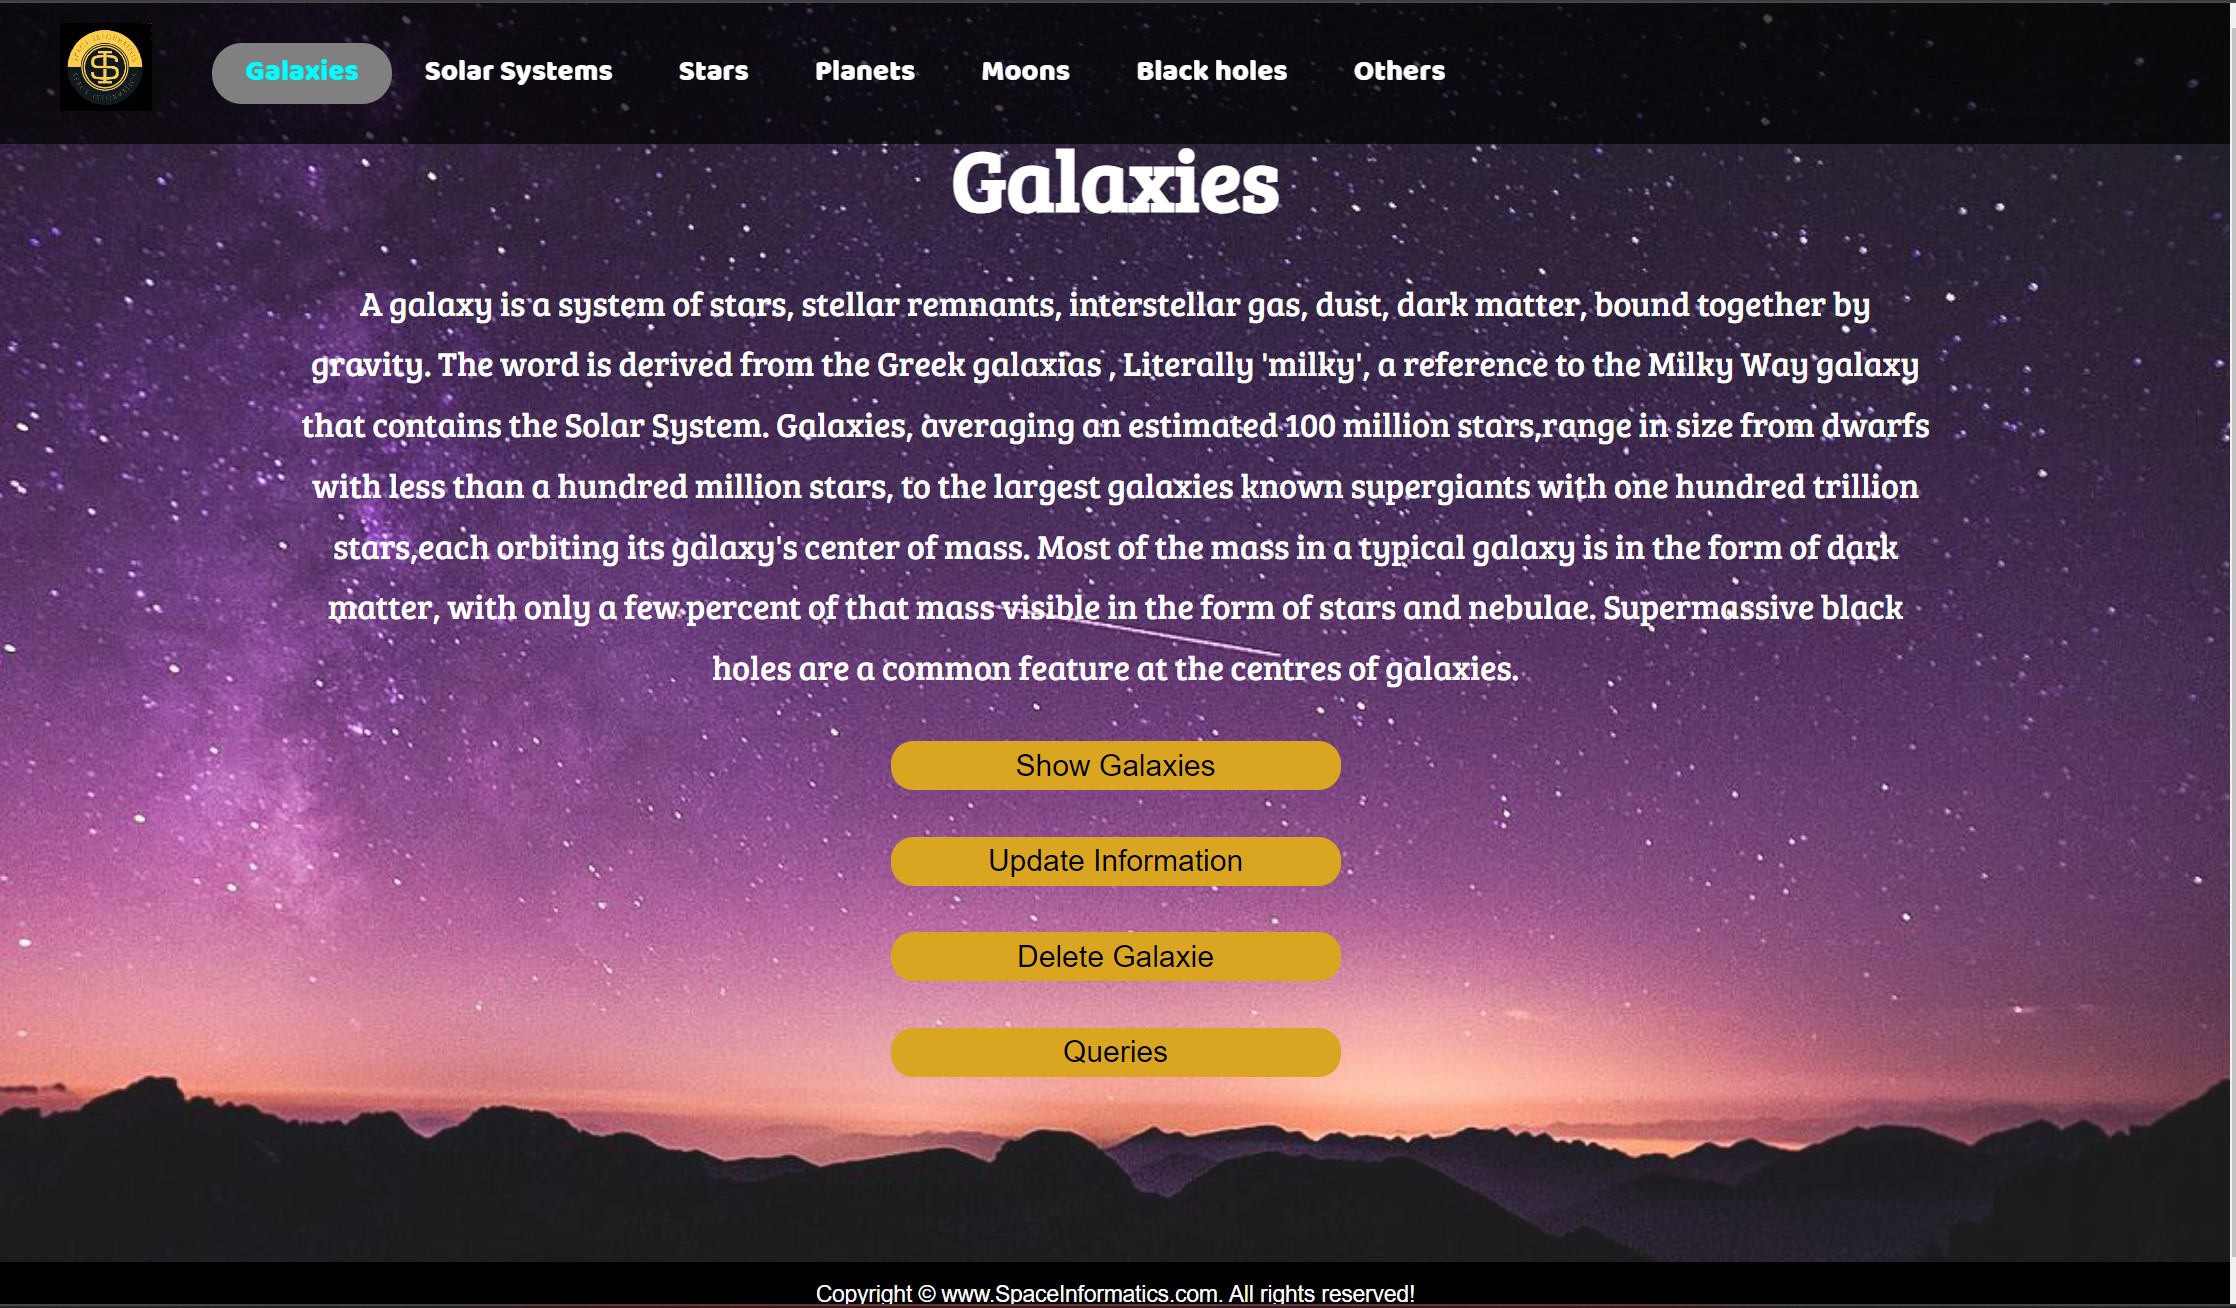 SPACE INFORMATICS
Galaxies Solar Systems Stars Planets Moons Black holes Others
Galaxies
A galaxy is a system of stars, stellar remnants, interstellar gas, dust, dark matter, bound together by
gravity. The word is derived from the Greek galaxias , Literally 'milky', a reference to the Milky Way galaxy
that contains the Solar System. Galaxies, averaging an estimated 100 million stars,range in size from dwarfs
with less than a hundred million stars, to the largest galaxies known supergiants with one hundred trillion
stars,each orbiting its galaxy's center of mass. Most of the mass in a typical galaxy is in the form of dark
matter, with only a few percent of that mass visible in the form of stars and nebulae. Supermassive black
holes are a common feature at the centres of galaxies.
Show Galaxies
Update Information
Delete Galaxie
Queries
Copyright © www.SpaceInformatics.com. All rights reserved!